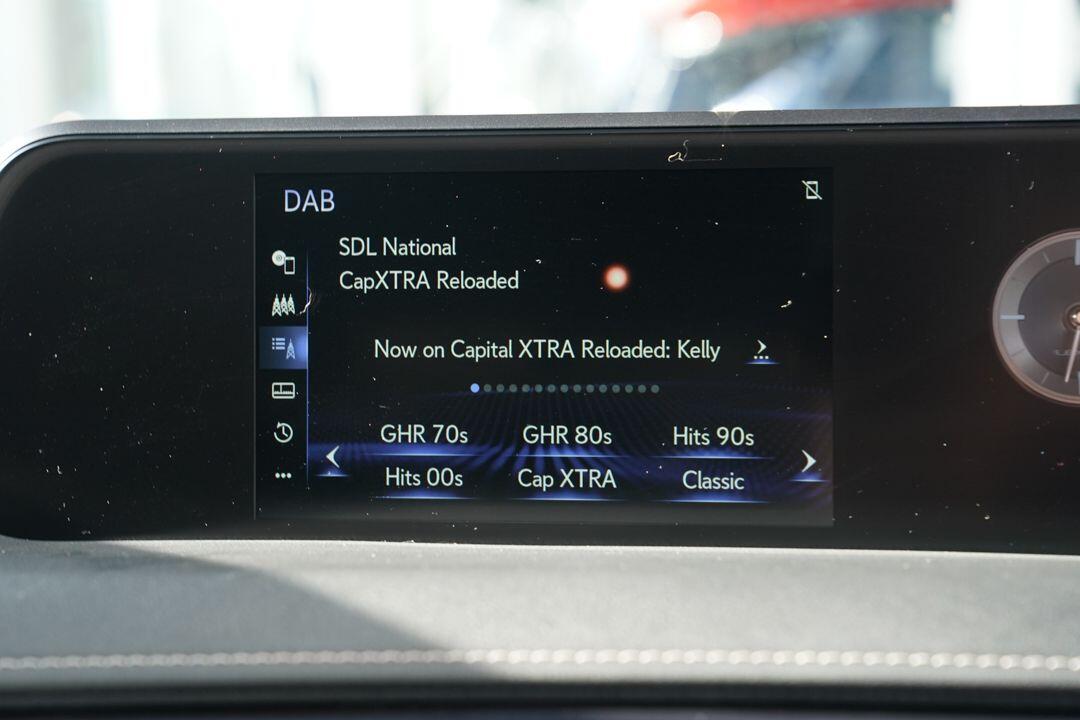 DAB
SDL National
CapXTRA Reloaded
Now on Capital XTRA Reloaded: Kelly
GHR 70s GHR 80s Hits 90s
Hits 00s Cap XTRA Classic